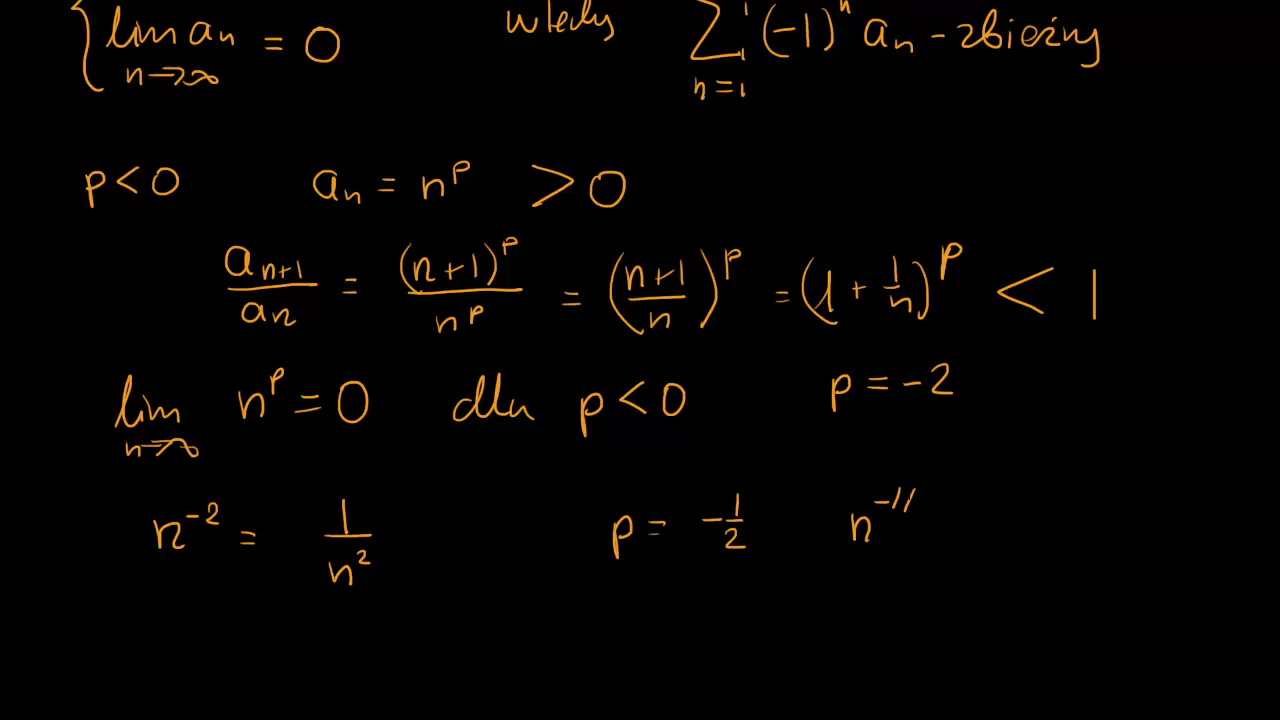 lim an = 0 wtedy ∑ (-1)^n an - zbieżny
n→∞ n=1
p < 0 an = n^p > 0
an+1/an = (n+1)^p/n^p = ((n+1)/n)^p = (1 + 1/n)^p < 1
lim n^p = 0 dla p < 0 p = -2
n→∞
n^-2 = 1/n^2 p = -1/2 n^-1/